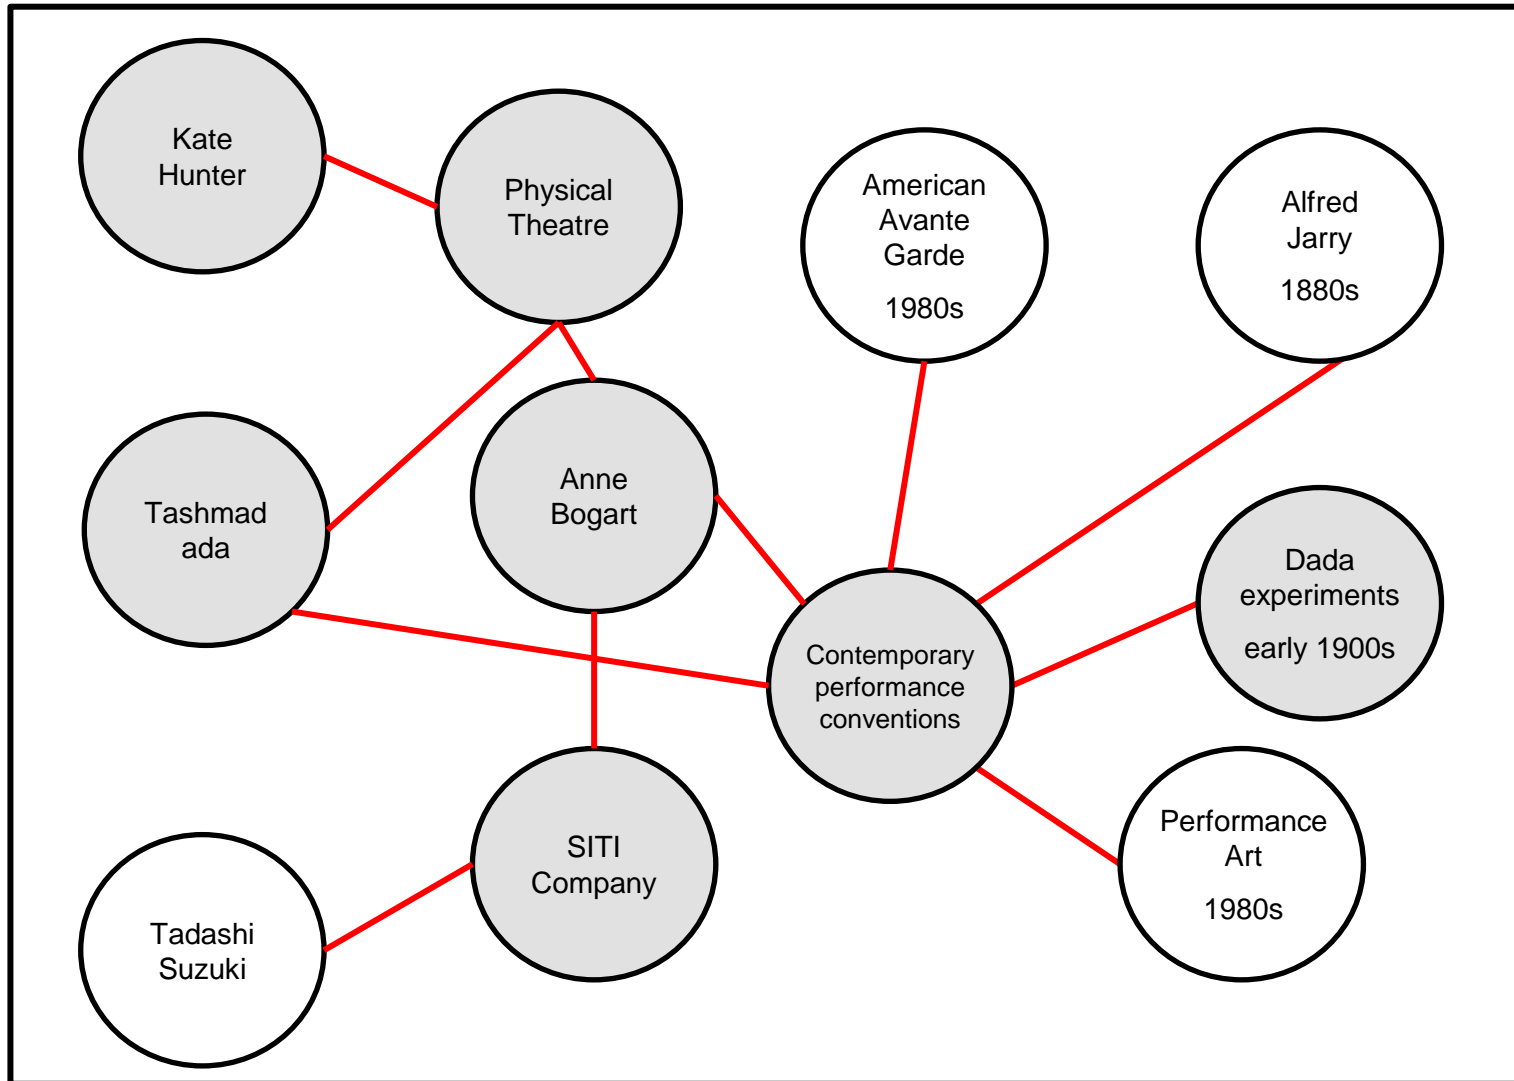 Kate
Hunter
Physical
Theatre
American
Avante
Garde
1980s
Alfred
Jarry
1880s
Tashmad
ada
Anne
Bogart
Dada
experiments
early 1900s
Contemporary
performance
conventions
SITI
Company
Performance
Art
1980s
Tadashi
Suzuki